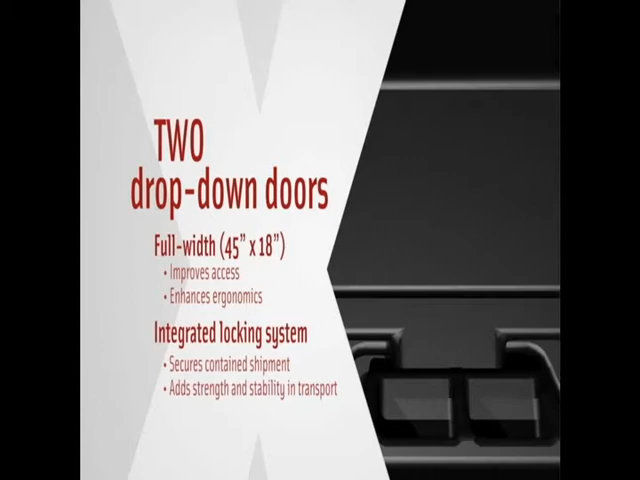 TWO
drop-down doors
Full-width (45” x 18”)
• Improves access
• Enhances ergonomics
Integrated locking system
• Secures contained shipment
• Adds strength and stability in transport